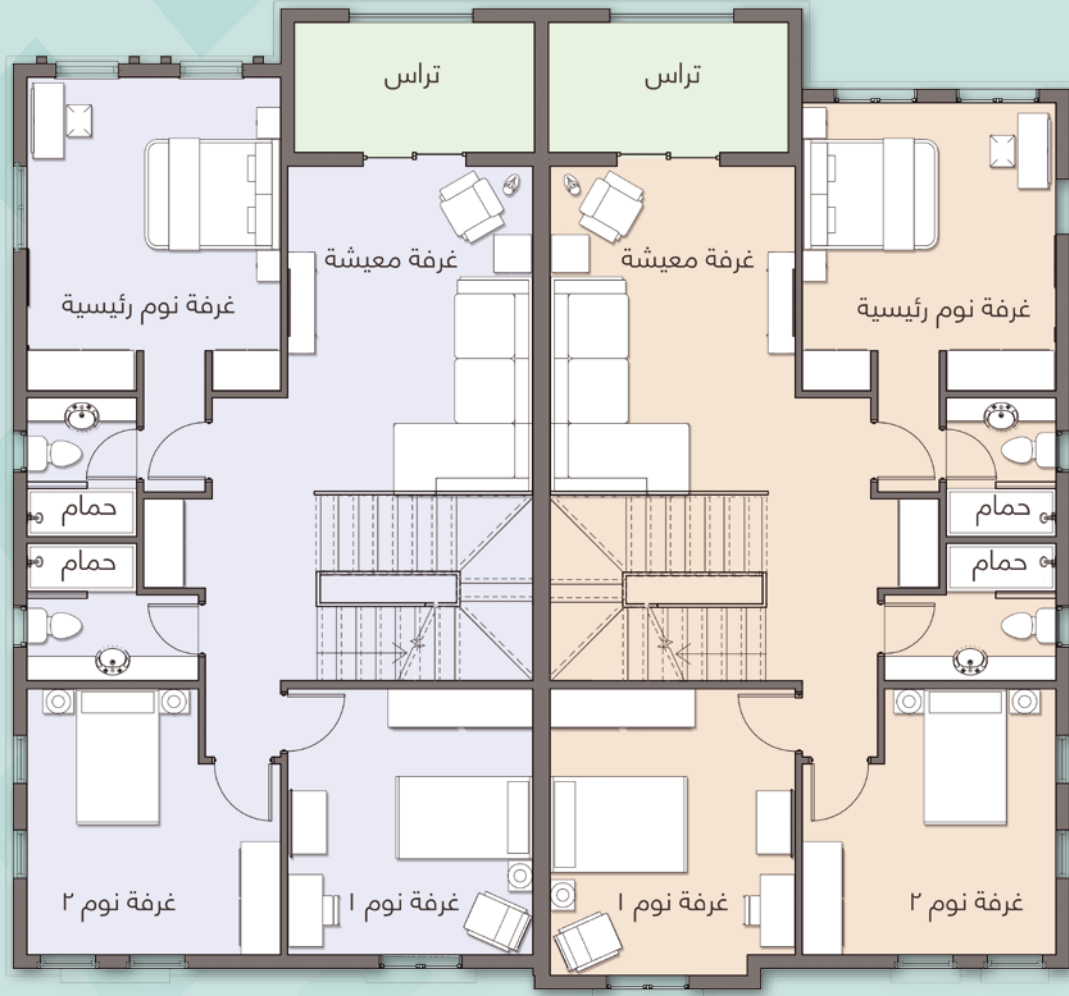 تراس
تراس
غرفة معيشة
غرفة معيشة
غرفة نوم رئيسية
غرفة نوم رئيسية
حمام
حمام
حمام
حمام
غرفة نوم ٢
غرفة نوم ١
غرفة نوم ١
غرفة نوم ٢